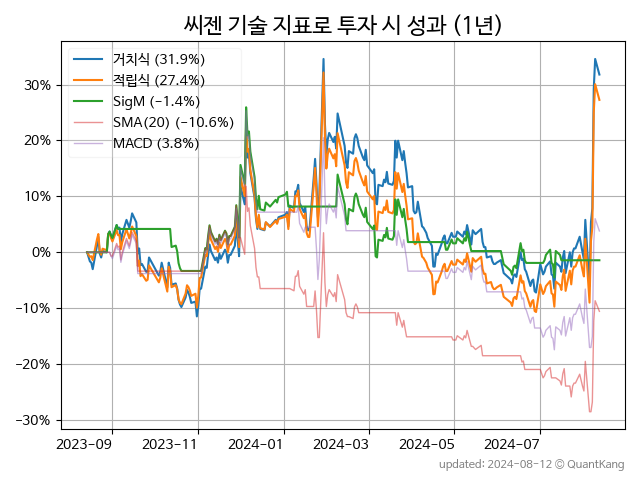 씨젠 기술 지표로 투자 시 성과 (1년)
거치식 (31.9%)
적립식 (27.4%)
SigM (−1.4%)
SMA(20) (−10.6%)
MACD (3.8%)
30%
20%
10%
0%
−10%
−20%
−30%
2023-09 2023-11 2024-01 2024-03 2024-05 2024-07
updated: 2024-08-12 © QuantKang